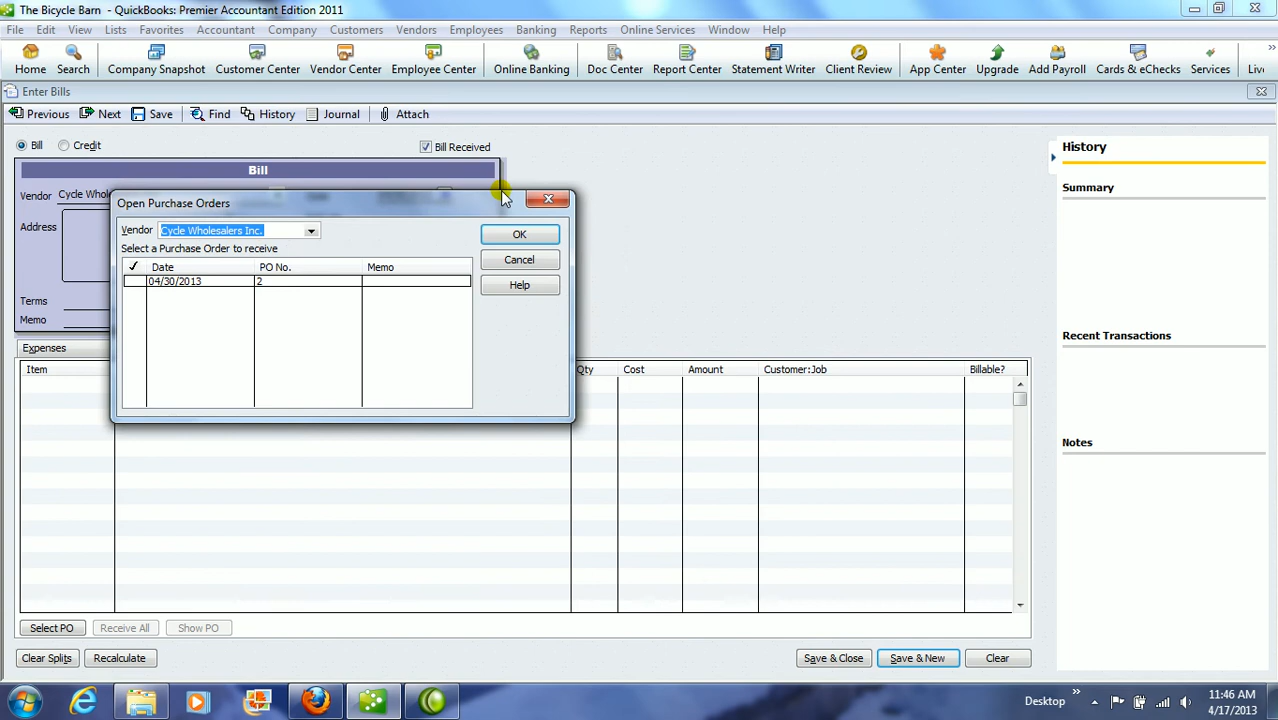 The Bicycle Barn - QuickBooks: Premier Accountant Edition 2011
File Edit View Lists Favorites Accountant Company Customers Vendors Employees Banking Reports Online Services Window Help
Home Search Company Snapshot Customer Center Vendor Center Employee Center Online Banking Doc Center Report Center Statement Writer Client Review App Center Upgrade Add Payroll Cards & eChecks Services Liv
Enter Bills
Previous Next Save Find History Journal Attach
Bill Credit Bill Received
Bill
Vendor Cycle Whol
Address
Terms
Memo
Open Purchase Orders
Vendor Cycle Wholesalers Inc.
Select a Purchase Order to receive
Date PO No. Memo
04/30/2013 2
OK
Cancel
Help
Expenses
Item Qty Cost Amount Customer:Job Billable?
Select PO Receive All Show PO
Clear Splits Recalculate Save & Close Save & New Clear
History
Summary
Recent Transactions
Notes
Desktop
11:46 AM
4/17/2013